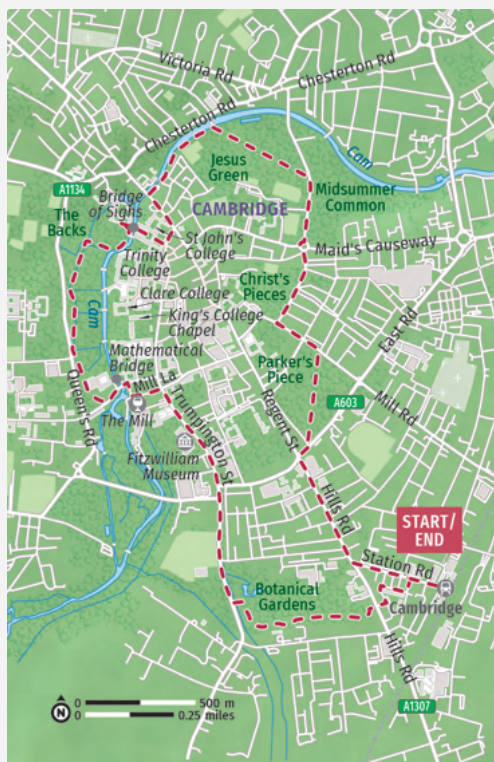 Victoria Rd
Chesterton Rd
Chesterton Rd
Cam
Jesus
Green
A1134
Bridge
of Sighs
Midsummer
Common
The
Backs
CAMBRIDGE
St John's
College
Trinity
College
Maid's Causeway
Clare College
Christ's
Pieces
King's College
Chapel
Cam
East Rd
Mathematical
Bridge
Parker's
Piece
Queen's Rd
Mill La
Regent St
A603
Mill Rd
The Mill
Trumpington St
Fitzwilliam
Museum
Hills Rd
START/
END
Station Rd
Botanical
Gardens
Cambridge
Hills Rd
A1307
N
0 500 m
0 0.25 miles